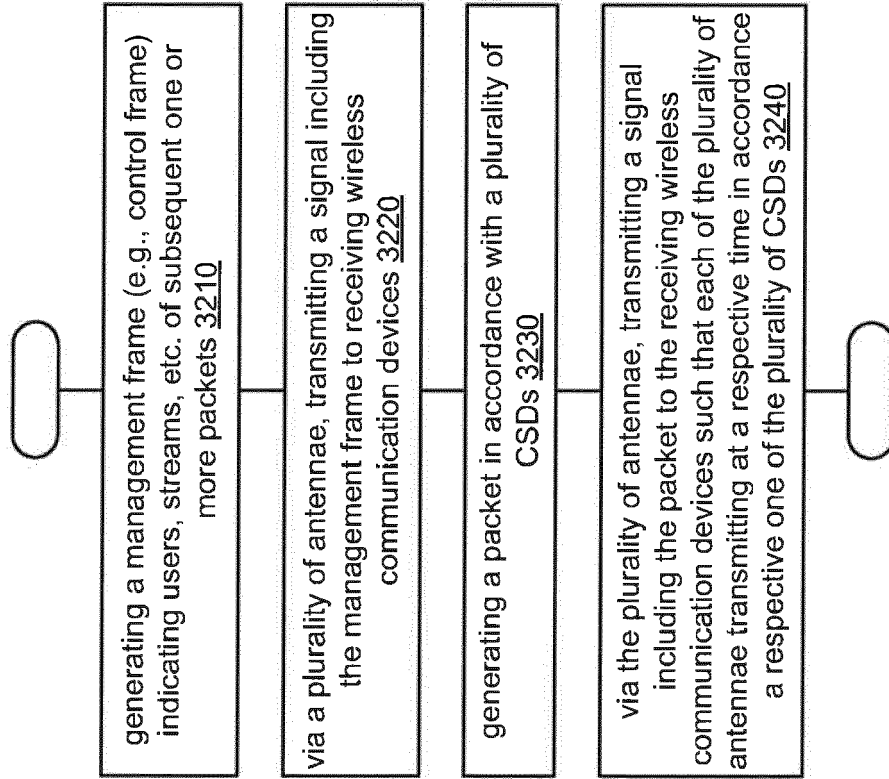 generating a management frame (e.g., control frame)
indicating users, streams, etc. of subsequent one or
more packets 3210
via a plurality of antennae, transmitting a signal including
the management frame to receiving wireless
communication devices 3220
generating a packet in accordance with a plurality of
CSDs 3230
via the plurality of antennae, transmitting a signal
including the packet to the receiving wireless
communication devices such that each of the plurality of
antennae transmitting at a respective time in accordance
a respective one of the plurality of CSDs 3240